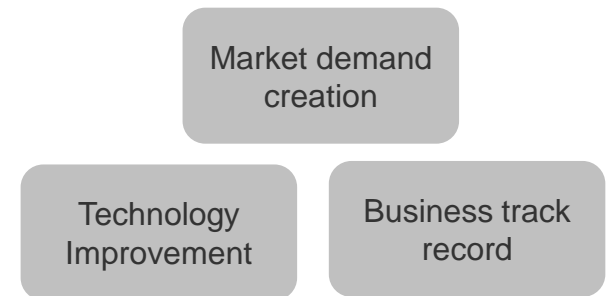 Market demand
creation
Technology
Improvement
Business track
record